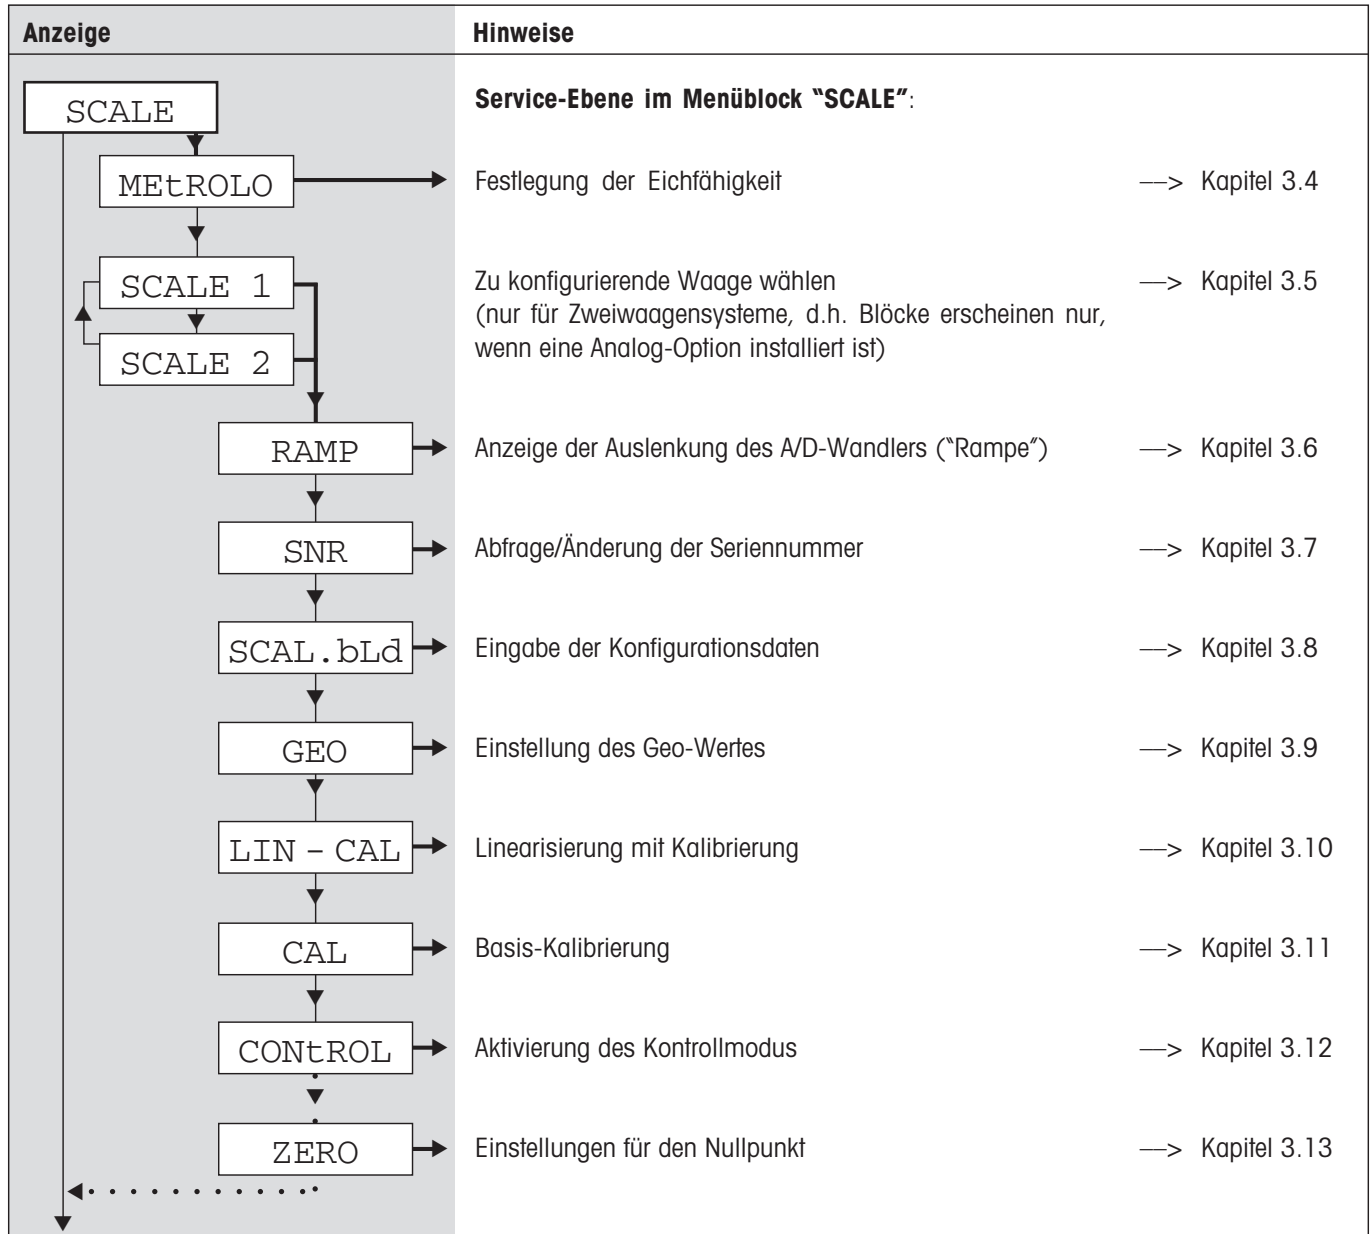 Anzeige Hinweise
SCALE Service-Ebene im Menüblock “SCALE”:
MEtROLO Festlegung der Eichfähigkeit —> Kapitel 3.4
SCALE 1 Zu konfigurierende Waage wählen —> Kapitel 3.5
(nur für Zweiwaagensysteme, d.h. Blöcke erscheinen nur,
SCALE 2 wenn eine Analog-Option installiert ist)
RAMP Anzeige der Auslenkung des A/D-Wandlers (“Rampe”) —> Kapitel 3.6
SNR Abfrage/Änderung der Seriennummer —> Kapitel 3.7
SCAL.bLd Eingabe der Konfigurationsdaten —> Kapitel 3.8
GEO Einstellung des Geo-Wertes —> Kapitel 3.9
LIN-CAL Linearisierung mit Kalibrierung —> Kapitel 3.10
CAL Basis-Kalibrierung —> Kapitel 3.11
CONtROL Aktivierung des Kontrollmodus —> Kapitel 3.12
ZERO Einstellungen für den Nullpunkt —> Kapitel 3.13